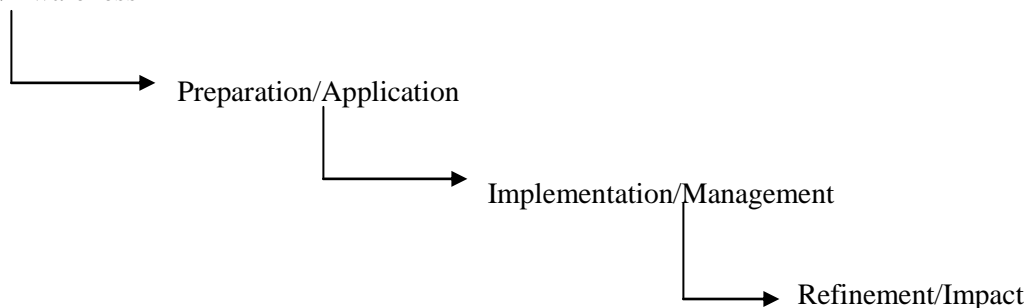 Preparation/Application
Implementation/Management
Refinement/Impact